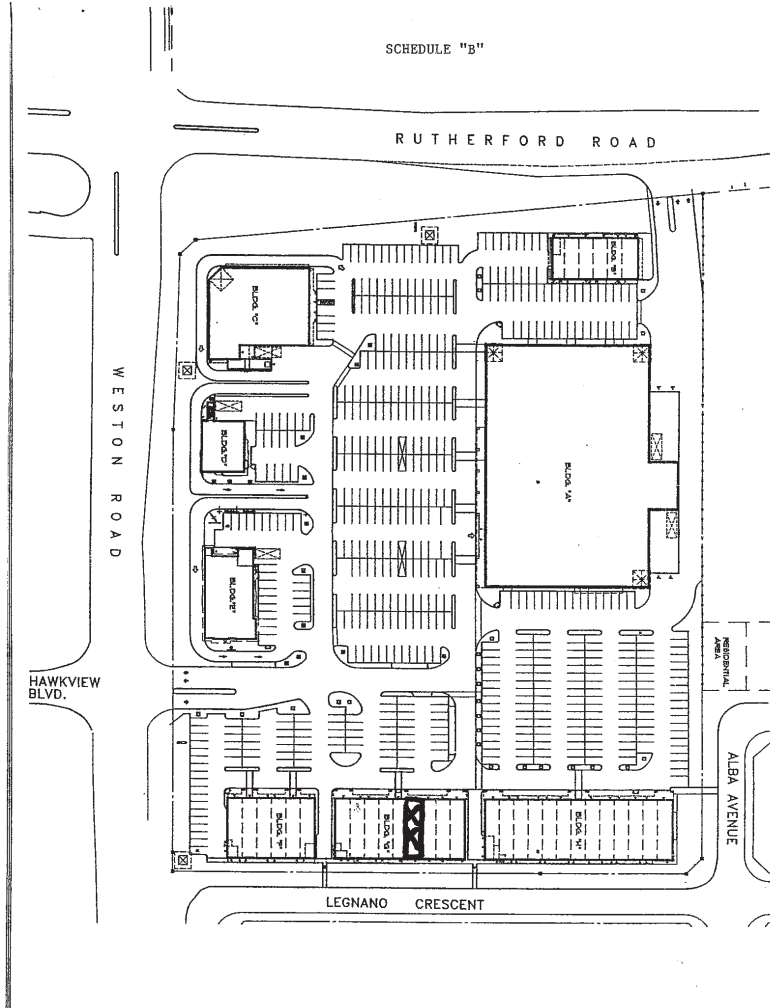 SCHEDULE "B"
RUTHERFORD ROAD
BLDG. "B"
BLDG. "C"
WESTON ROAD
BLDG. "D"
BLDG. "A"
BLDG. "E"
RESIDENTIAL AREA
HAWKVIEW
BLVD.
ALBA AVENUE
BLDG. "F"
BLDG. "G"
BLDG. "H"
LEGNANO CRESCENT